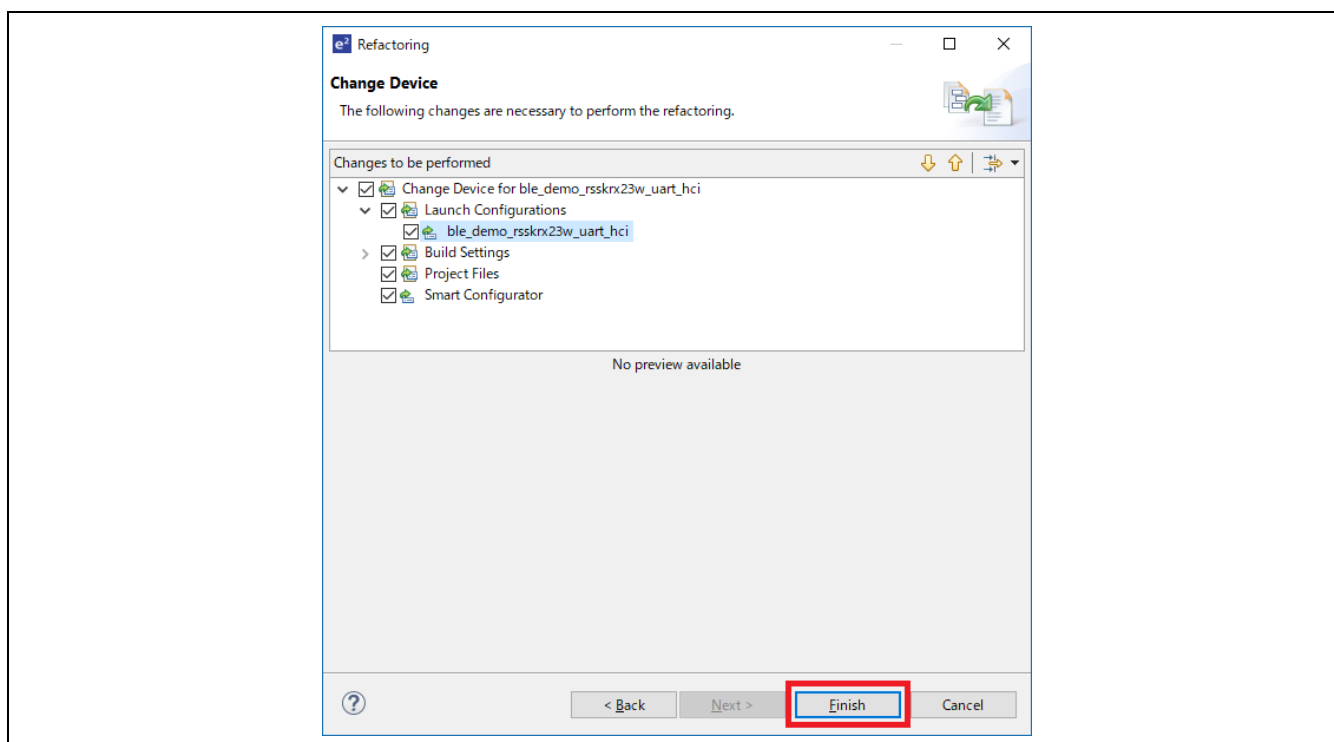 e² Refactoring
Change Device
The following changes are necessary to perform the refactoring.
Changes to be performed
Change Device for ble_demo_rsskrx23w_uart_hci
Launch Configurations
ble_demo_rsskrx23w_uart_hci
Build Settings
Project Files
Smart Configurator
No preview available
? < Back Next > Finish Cancel